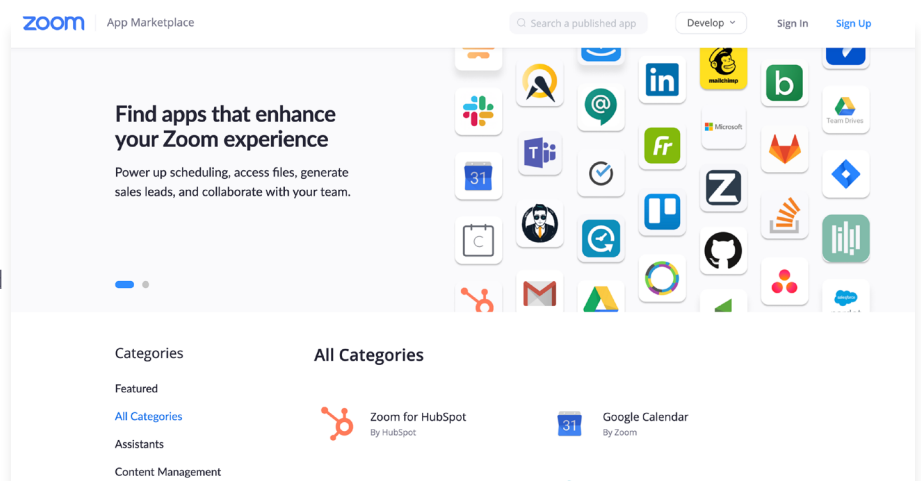 zoom
App Marketplace
Search a published app
Develop
Sign In
Sign Up
Find apps that enhance
your Zoom experience
Power up scheduling, access files, generate
sales leads, and collaborate with your team.
in
mailchimp
b
@
Microsoft
Team Drives
T
fr
31
Z
C
All Categories
Categories
Featured
All Categories
Assistants
Content Management
Zoom for HubSpot
By HubSpot
31
Google Calendar
By Zoom